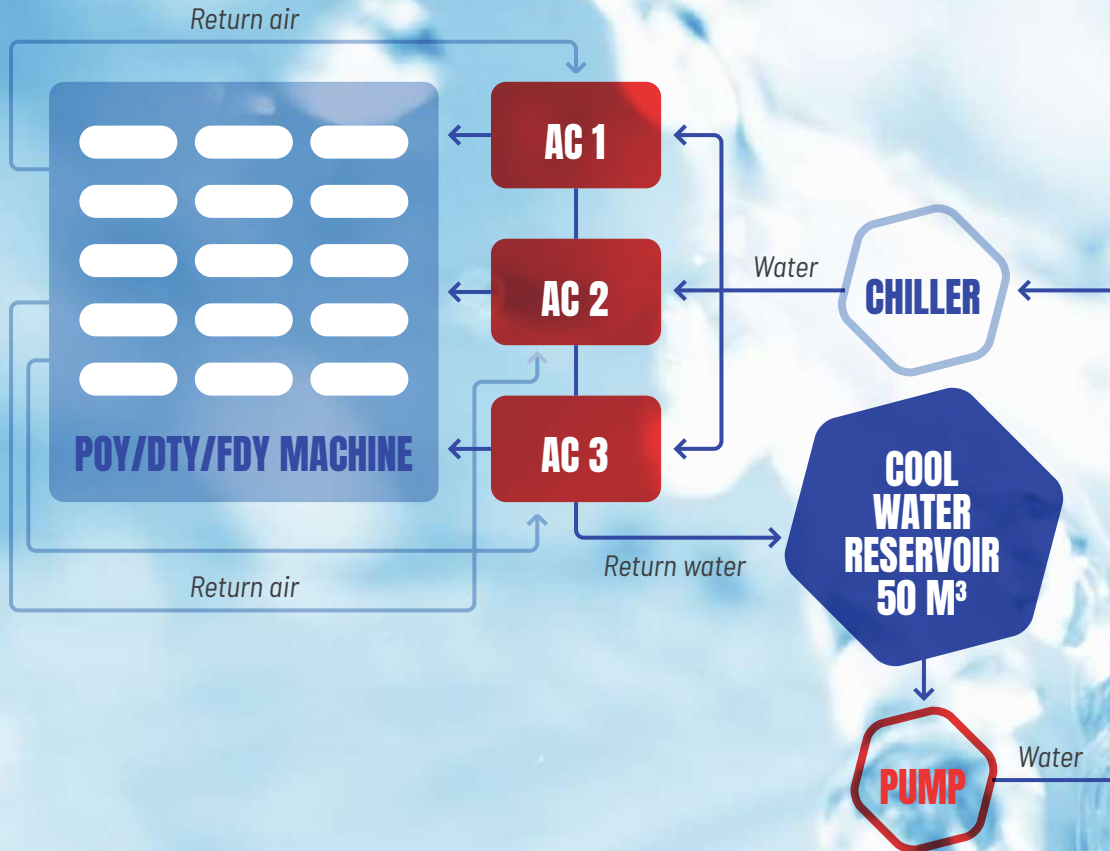 Return air
AC 1
Water
CHILLER
AC 2
POY/DTY/FDY MACHINE
AC 3
COOL
WATER
RESERVOIR
50 M³
Return water
Return air
Water
PUMP